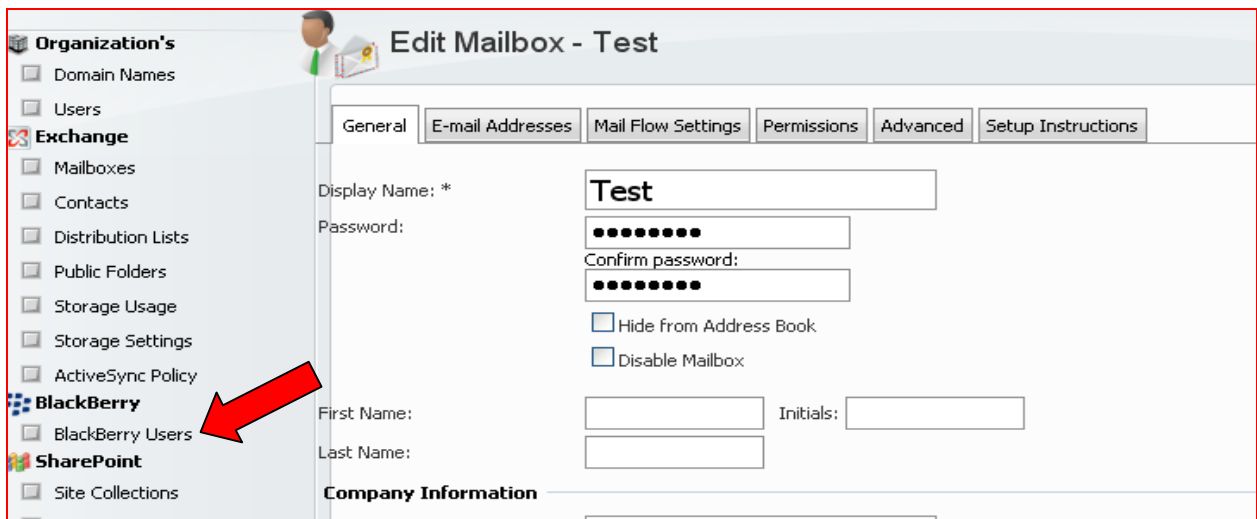 Organization's
Domain Names
Users
Exchange
Mailboxes
Contacts
Distribution Lists
Public Folders
Storage Usage
Storage Settings
ActiveSync Policy
BlackBerry
BlackBerry Users
SharePoint
Site Collections
Edit Mailbox - Test
General E-mail Addresses Mail Flow Settings Permissions Advanced Setup Instructions
Display Name: * Test
Password: ●●●●●●●●
Confirm password:
●●●●●●●●
Hide from Address Book
Disable Mailbox
First Name: Initials:
Last Name:
Company Information